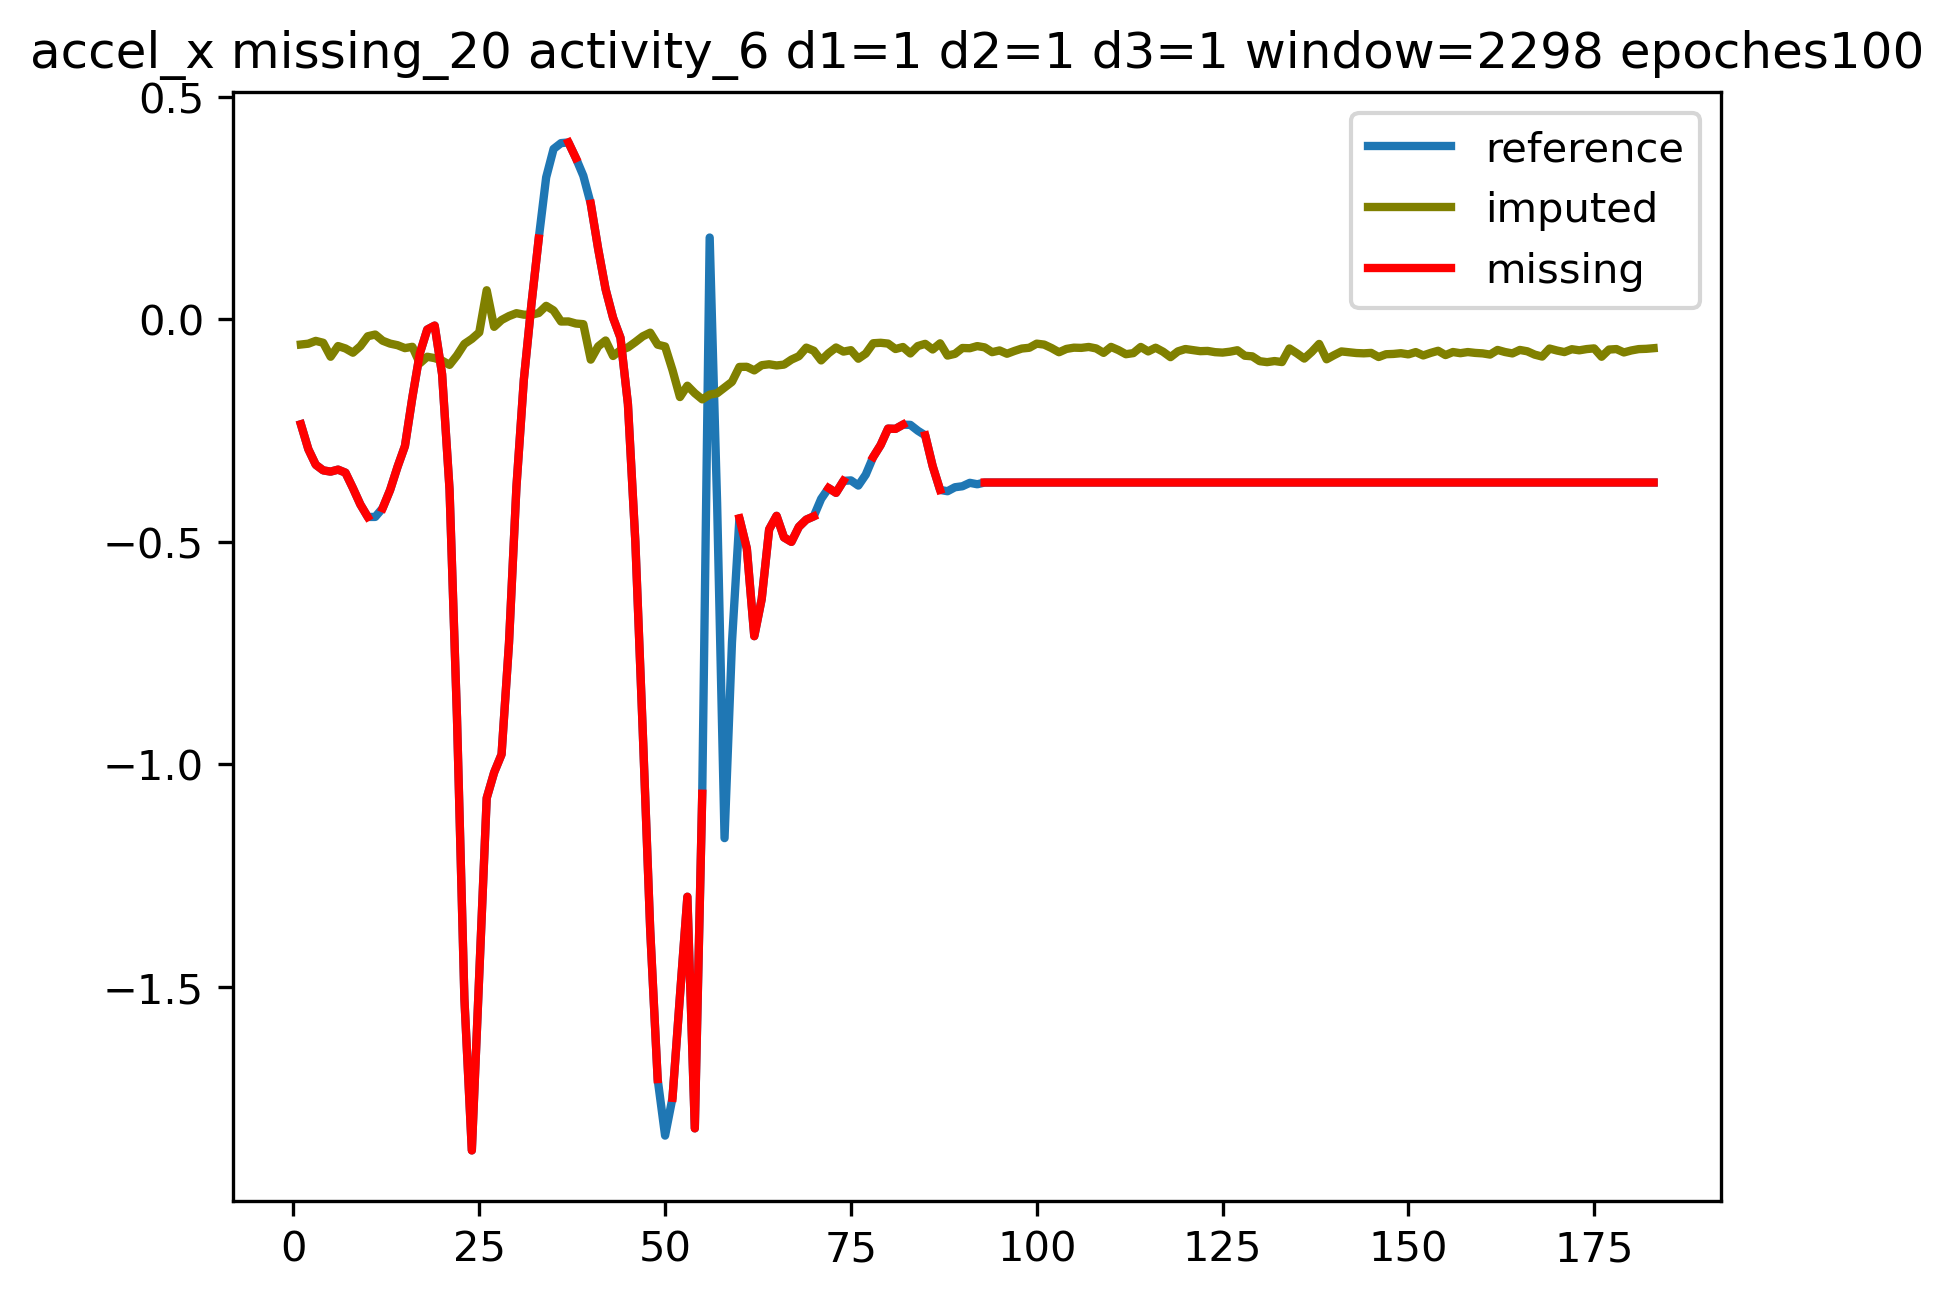 accel_x missing_20 activity_6 d1=1 d2=1 d3=1 window=2298 epoches100
reference
imputed
missing
0.5
0.0
−0.5
−1.0
−1.5
0 25 50 75 100 125 150 175